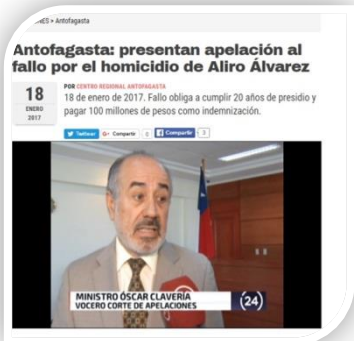 > Antofagasta
Antofagasta: presentan apelación al
fallo por el homicidio de Aliro Álvarez
18
ENERO
2017
POR CENTRO REGIONAL ANTOFAGASTA
18 de enero de 2017. Fallo obliga a cumplir 20 años de presidio y
pagar 100 millones de pesos como indemnización.
Twittear
G+ Compartir
0
Compartir
3
MINISTRO ÓSCAR CLAVERÍA
VOCERO CORTE DE APELACIONES
24